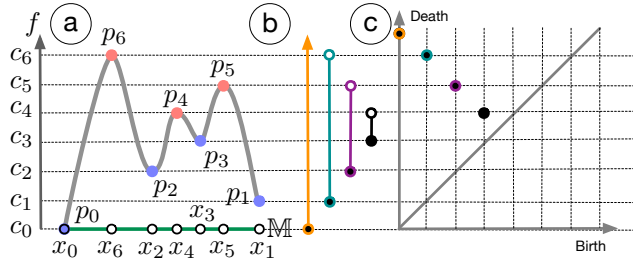 f a b c Death
p₆
c₆
c₅ p₅
c₄ p₄
c₃ p₃
c₂ p₂
c₁ p₁
x₃
c₀ p₀ 𝕄
x₀ x₆ x₂ x₄ x₅ x₁ Birth